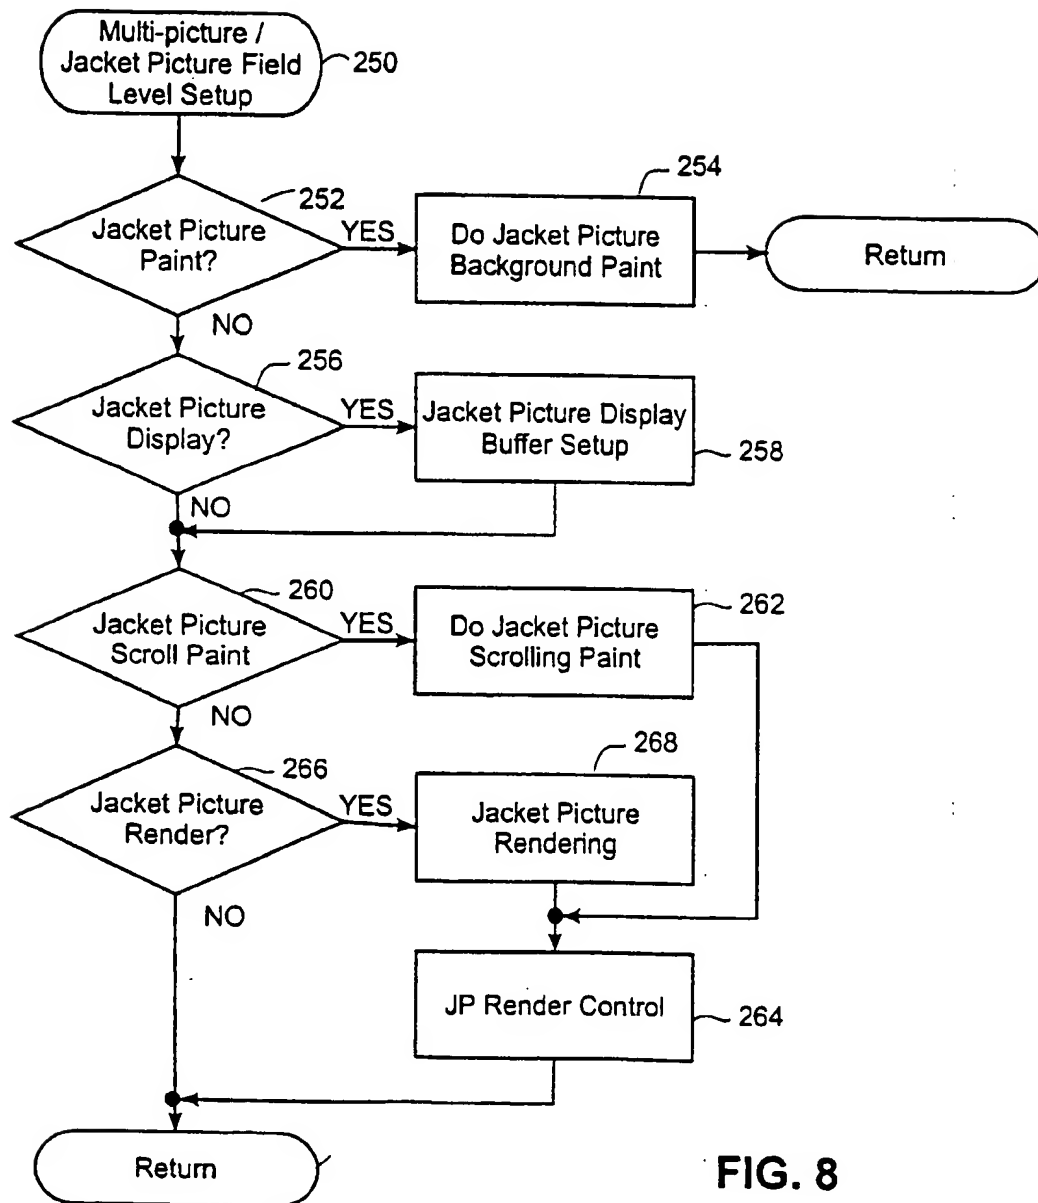 Multi-picture /
Jacket Picture Field
Level Setup
250
252
Jacket Picture
Paint?
YES
254
Do Jacket Picture
Background Paint
Return
NO
256
Jacket Picture
Display?
YES
Jacket Picture Display
Buffer Setup
258
NO
260
Jacket Picture
Scroll Paint
YES
262
Do Jacket Picture
Scrolling Paint
NO
266
Jacket Picture
Render?
YES
268
Jacket Picture
Rendering
NO
JP Render Control
264
Return
FIG. 8